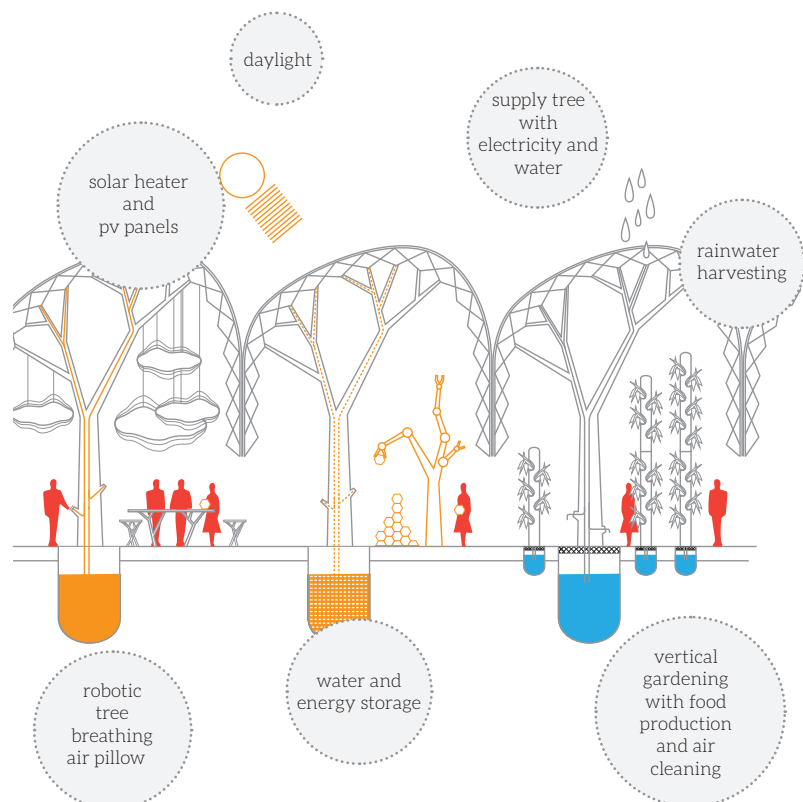 daylight
supply tree
with
electricity and
water
solar heater
and
pv panels
rainwater
harvesting
robotic
tree
breathing
air pillow
water and
energy storage
vertical
gardening
with food
production
and air
cleaning